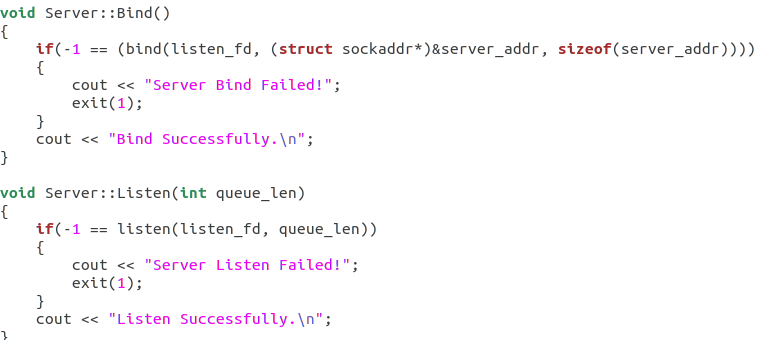 void Server::Bind()
{
    if(-1 == (bind(listen_fd, (struct sockaddr*)&server_addr, sizeof(server_addr))))
    {
        cout << "Server Bind Failed!";
        exit(1);
    }
    cout << "Bind Successfully.\n";
}

void Server::Listen(int queue_len)
{
    if(-1 == listen(listen_fd, queue_len))
    {
        cout << "Server Listen Failed!";
        exit(1);
    }
    cout << "Listen Successfully.\n";
}